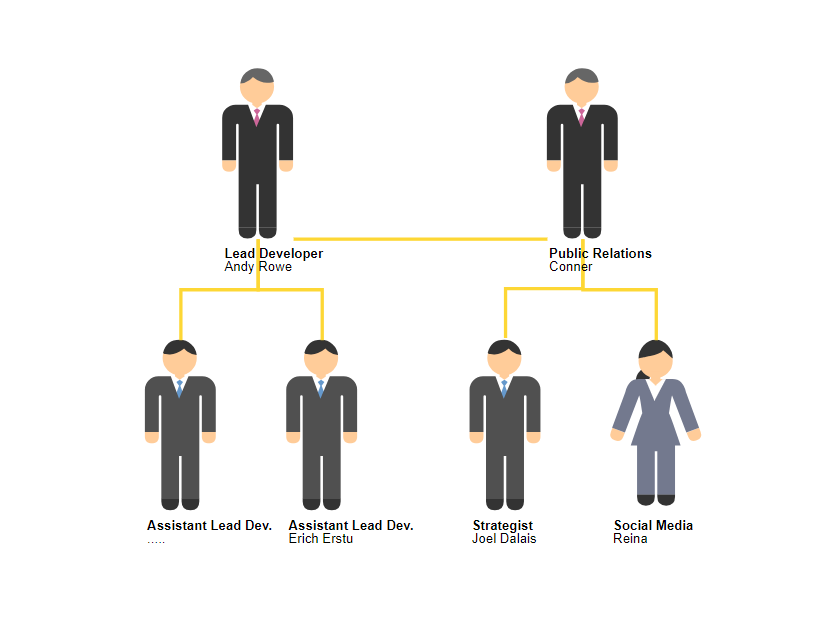 Lead Developer
Andy Rowe
Public Relations
Conner
Assistant Lead Dev.
.....
Assistant Lead Dev.
Erich Erstu
Strategist
Joel Dalais
Social Media
Reina